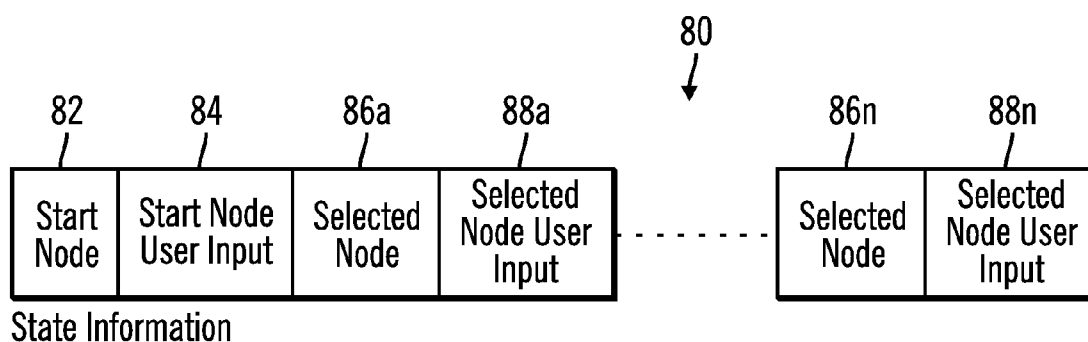 80
82
84
86a
88a
86n
88n
Start
Node
Start Node
User Input
Selected
Node
Selected
Node User
Input
Selected
Node
Selected
Node User
Input
State Information